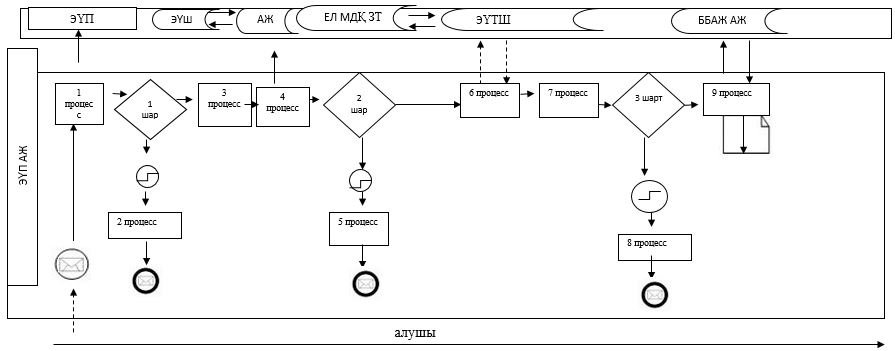 ЭҮП
ЭҮШ
АЖ
ЕЛ МДҚ ЗТ
ЭҮТШ
ББАЖ АЖ
ЭҮП АЖ
1
процес
с
1
шар
3
процесс
4
процесс
2
шар
6 процесс
7 процесс
3 шарт
9 процесс
2 процесс
5 процесс
8 процесс
алушы